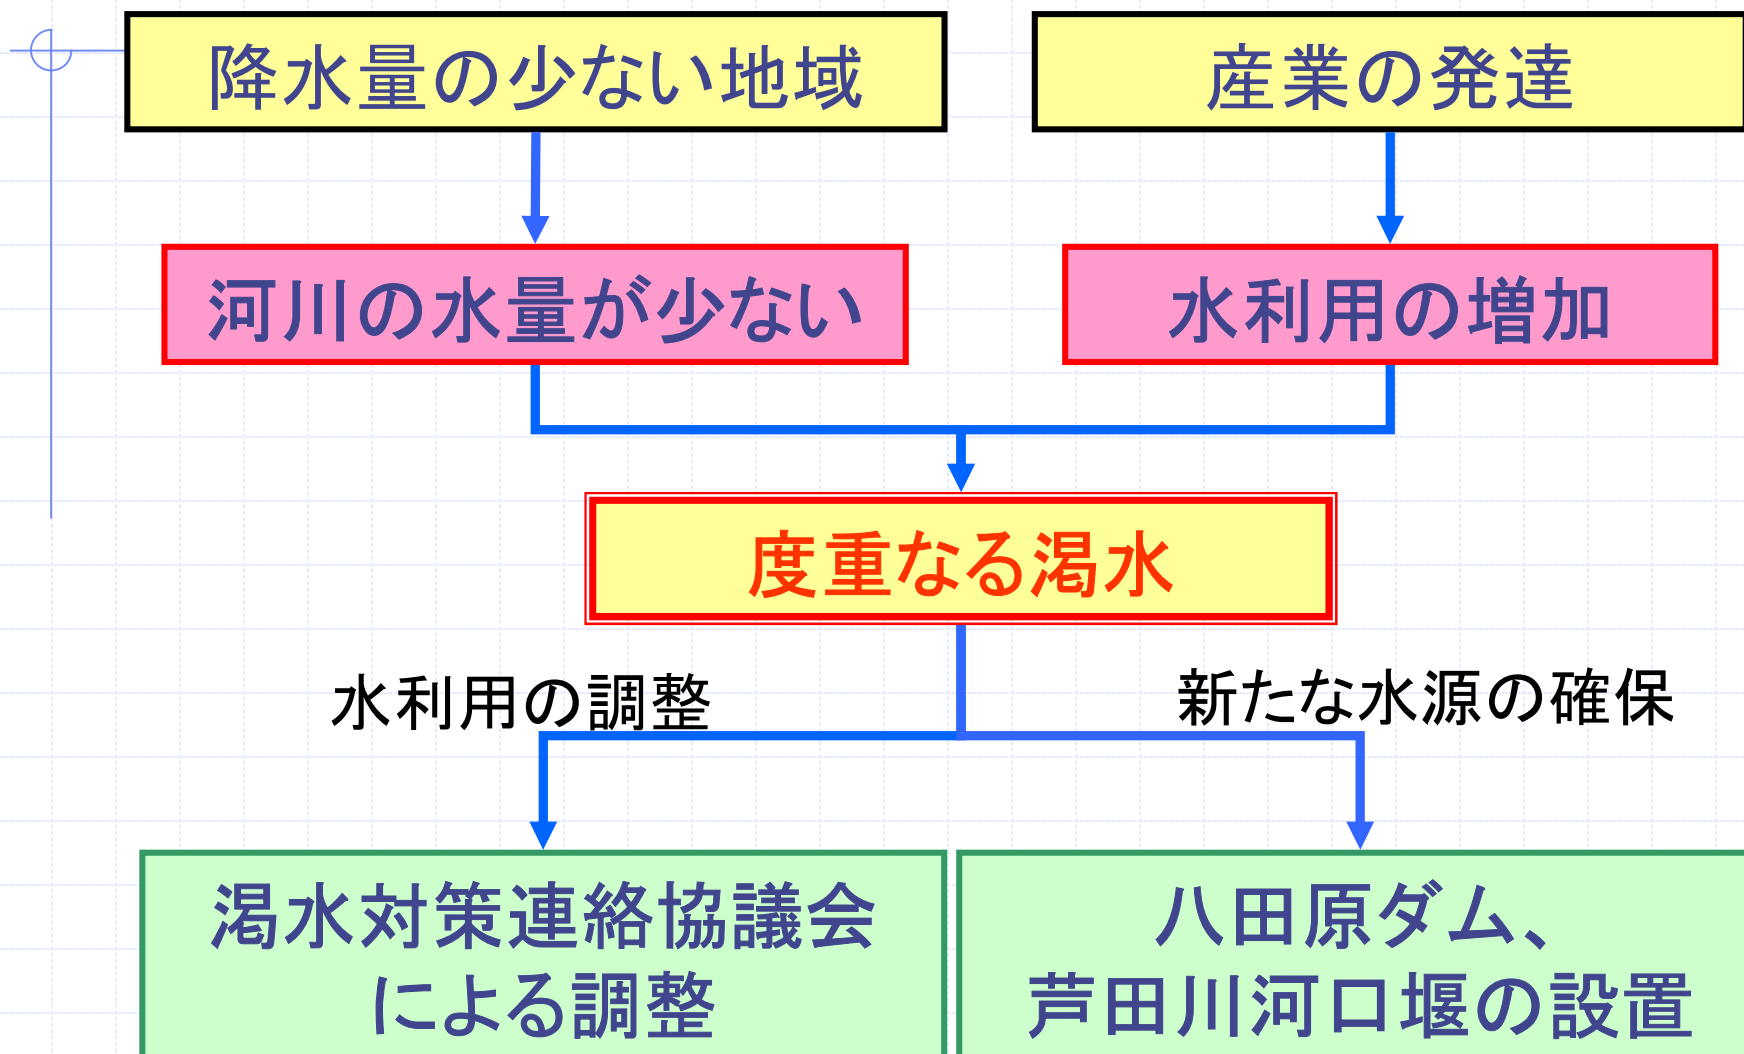 降水量の少ない地域
産業の発達
河川の水量が少ない
水利用の増加
度重なる渇水
水利用の調整
新たな水源の確保
渇水対策連絡協議会
による調整
八田原ダム、
芦田川河口堰の設置